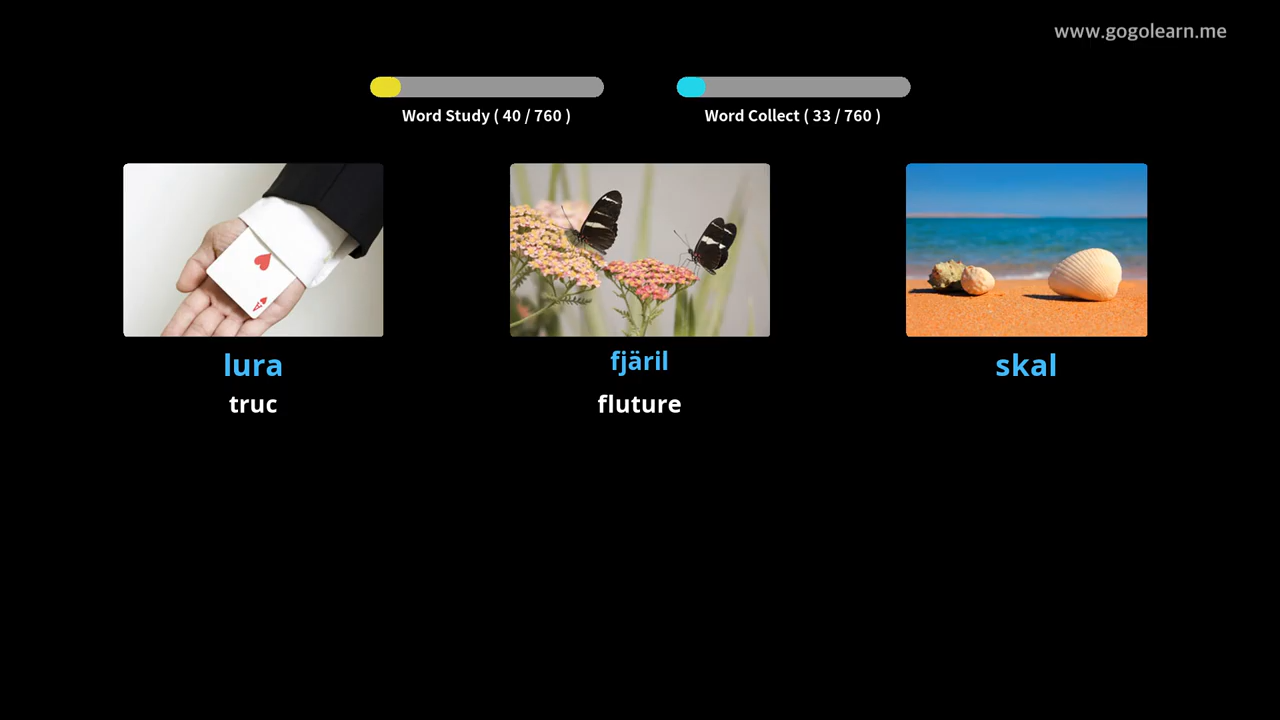 www.gogolearn.me
Word Study ( 40 / 760 )
Word Collect ( 33 / 760 )
lura
truc
fjäril
fluture
skal